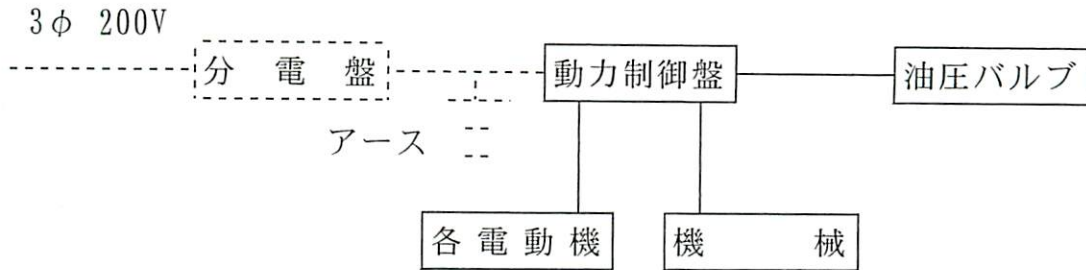 3φ 200V
分電盤
動力制御盤
油圧バルブ
アース
各電動機
機械